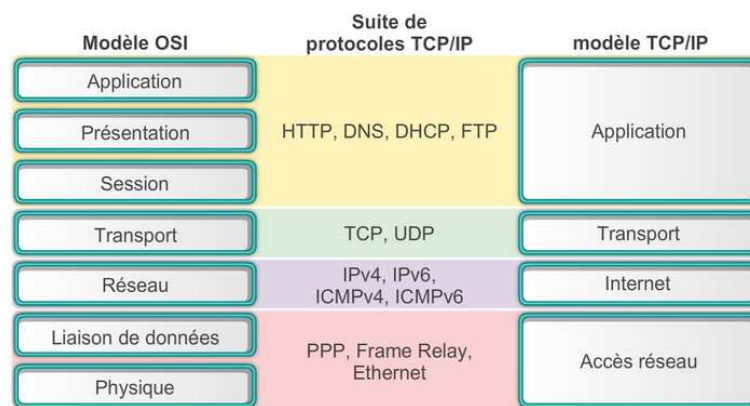 Modèle OSI
Suite de
protocoles TCP/IP
modèle TCP/IP
Application
Présentation
Session
HTTP, DNS, DHCP, FTP
Application
Transport
TCP, UDP
Transport
Réseau
IPv4, IPv6,
ICMPv4, ICMPv6
Internet
Liaison de données
Physique
PPP, Frame Relay,
Ethernet
Accès réseau